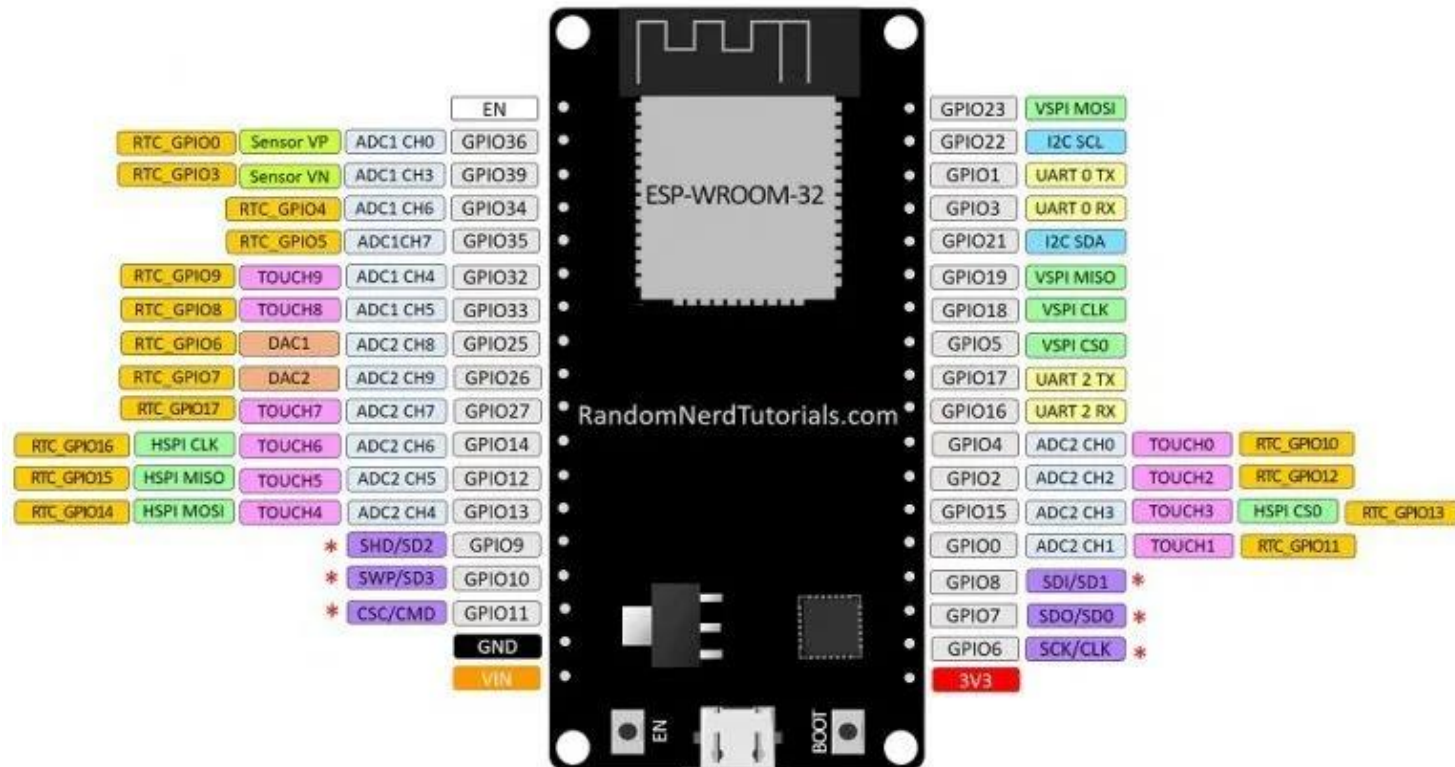 EN
RTC_GPIO0 Sensor VP ADC1 CH0 GPIO36
RTC_GPIO3 Sensor VN ADC1 CH3 GPIO39
RTC_GPIO4 ADC1 CH6 GPIO34
RTC_GPIO5 ADC1CH7 GPIO35
RTC_GPIO9 TOUCH9 ADC1 CH4 GPIO32
RTC_GPIO8 TOUCH8 ADC1 CH5 GPIO33
RTC_GPIO6 DAC1 ADC2 CH8 GPIO25
RTC_GPIO7 DAC2 ADC2 CH9 GPIO26
RTC_GPIO17 TOUCH7 ADC2 CH7 GPIO27
RTC_GPIO16 HSPI CLK TOUCH6 ADC2 CH6 GPIO14
RTC_GPIO15 HSPI MISO TOUCH5 ADC2 CH5 GPIO12
RTC_GPIO14 HSPI MOSI TOUCH4 ADC2 CH4 GPIO13
* SHD/SD2 GPIO9
* SWP/SD3 GPIO10
* CSC/CMD GPIO11
GND
VIN
ESP-WROOM-32
RandomNerdTutorials.com
EN
BOOT
GPIO23 VSPI MOSI
GPIO22 I2C SCL
GPIO1 UART 0 TX
GPIO3 UART 0 RX
GPIO21 I2C SDA
GPIO19 VSPI MISO
GPIO18 VSPI CLK
GPIO5 VSPI CS0
GPIO17 UART 2 TX
GPIO16 UART 2 RX
GPIO4 ADC2 CH0 TOUCH0 RTC_GPIO10
GPIO2 ADC2 CH2 TOUCH2 RTC_GPIO12
GPIO15 ADC2 CH3 TOUCH3 HSPI CS0 RTC_GPIO13
GPIO0 ADC2 CH1 TOUCH1 RTC_GPIO11
GPIO8 SDI/SD1 *
GPIO7 SDO/SD0 *
GPIO6 SCK/CLK *
3V3